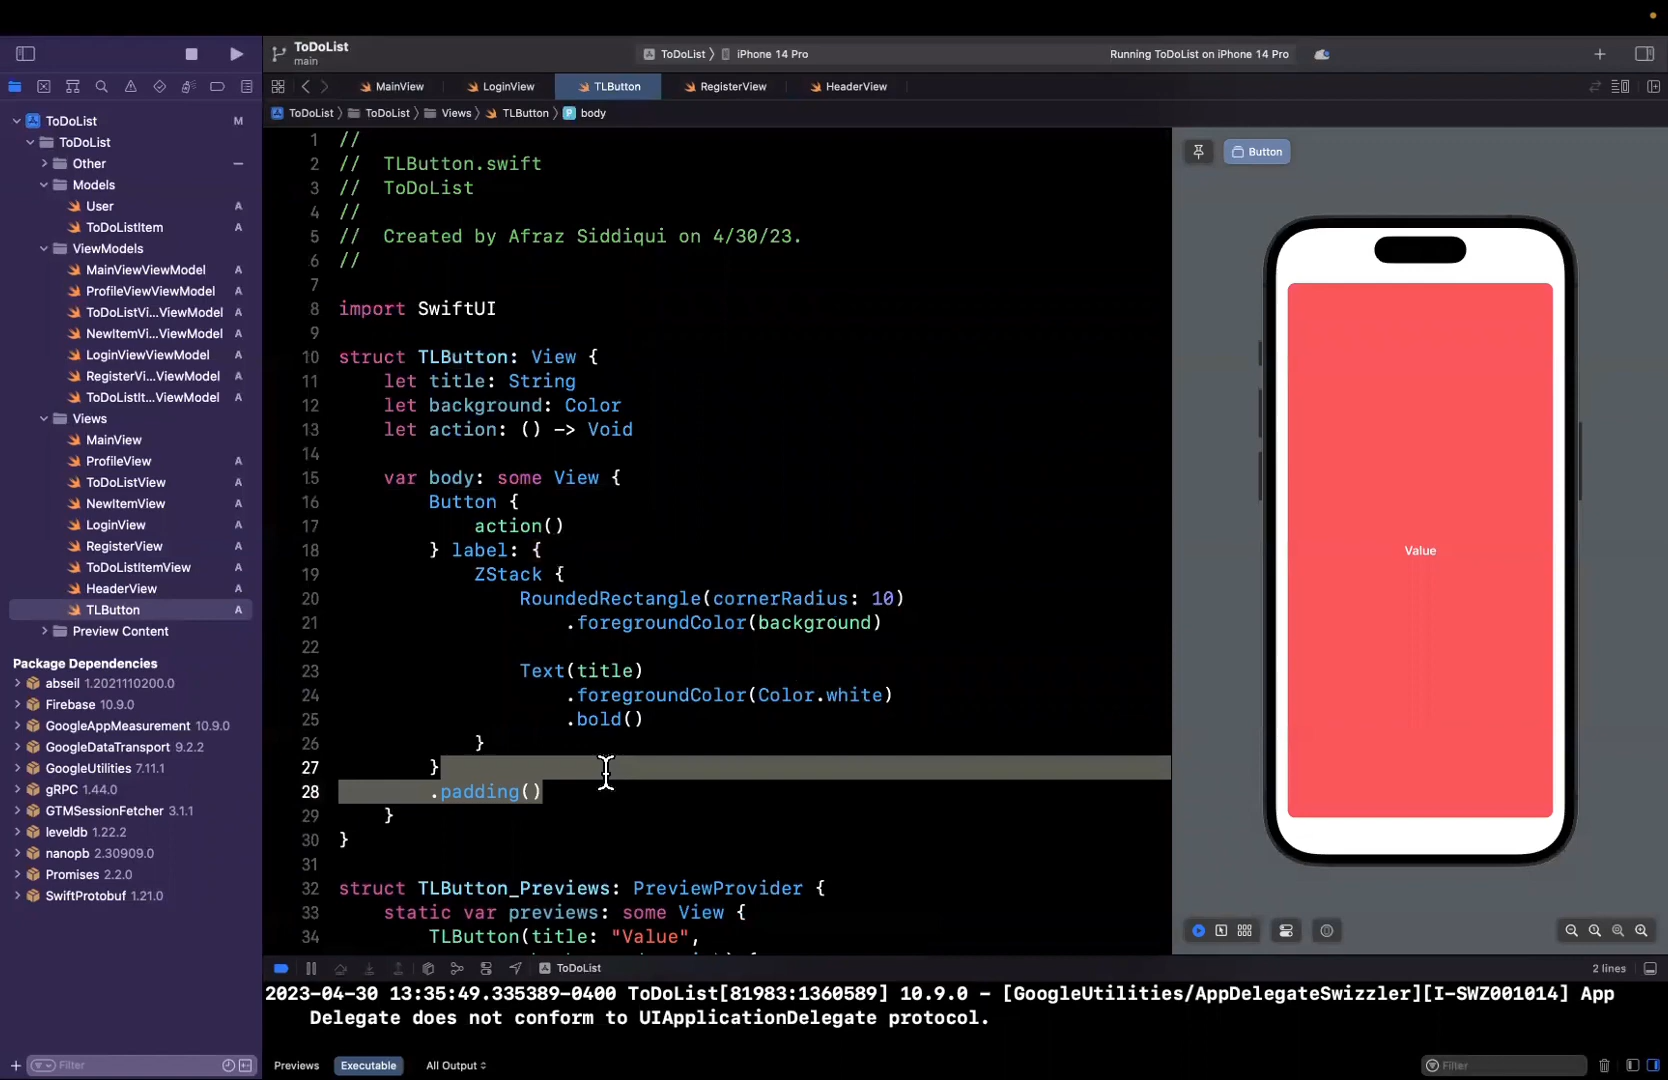 ToDoList
main
ToDoList
iPhone 14 Pro
Running ToDoList on iPhone 14 Pro
MainView
LoginView
TLButton
RegisterView
HeaderView
ToDoList
ToDoList
Views
TLButton
body
ToDoList M
ToDoList
Other
Models
User A
ToDoListItem A
ViewModels
MainViewViewModel A
ProfileViewViewModel A
ToDoListVi...ViewModel A
NewItemVi...ViewModel A
LoginViewViewModel A
RegisterVi...ViewModel A
ToDoListIt...ViewModel A
Views
MainView
ProfileView A
ToDoListView A
NewItemView A
LoginView A
RegisterView A
ToDoListItemView A
HeaderView A
TLButton A
Preview Content
Package Dependencies
abseil 1.2021110200.0
Firebase 10.9.0
GoogleAppMeasurement 10.9.0
GoogleDataTransport 9.2.2
GoogleUtilities 7.11.1
gRPC 1.44.0
GTMSessionFetcher 3.1.1
leveldb 1.22.2
nanopb 2.30909.0
Promises 2.2.0
SwiftProtobuf 1.21.0
Filter
1 //
2 // TLButton.swift
3 // ToDoList
4 //
5 // Created by Afraz Siddiqui on 4/30/23.
6 //
7
8 import SwiftUI
9
10 struct TLButton: View {
11 let title: String
12 let background: Color
13 let action: () -> Void
14
15 var body: some View {
16 Button {
17 action()
18 } label: {
19 ZStack {
20 RoundedRectangle(cornerRadius: 10)
21 .foregroundColor(background)
22
23 Text(title)
24 .foregroundColor(Color.white)
25 .bold()
26 }
27 }
28 .padding()
29 }
30 }
31
32 struct TLButton_Previews: PreviewProvider {
33 static var previews: some View {
34 TLButton(title: "Value",
Button
Value
ToDoList
2 lines
2023-04-30 13:35:49.335389-0400 ToDoList[81983:1360589] 10.9.0 - [GoogleUtilities/AppDelegateSwizzler][I-SWZ001014] App
Delegate does not conform to UIApplicationDelegate protocol.
Previews
Executable
All Output
Filter